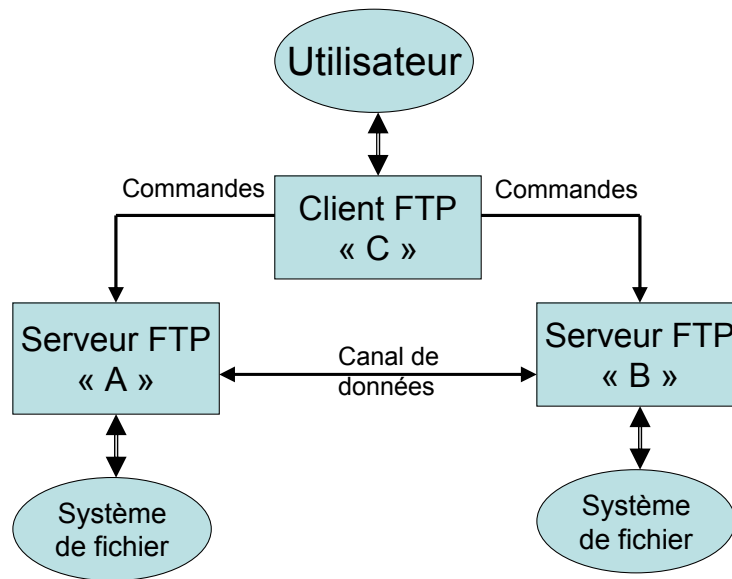 Utilisateur
Commandes
Commandes
Client FTP
« C »
Serveur FTP
« A »
Canal de
données
Serveur FTP
« B »
Système
de fichier
Système
de fichier